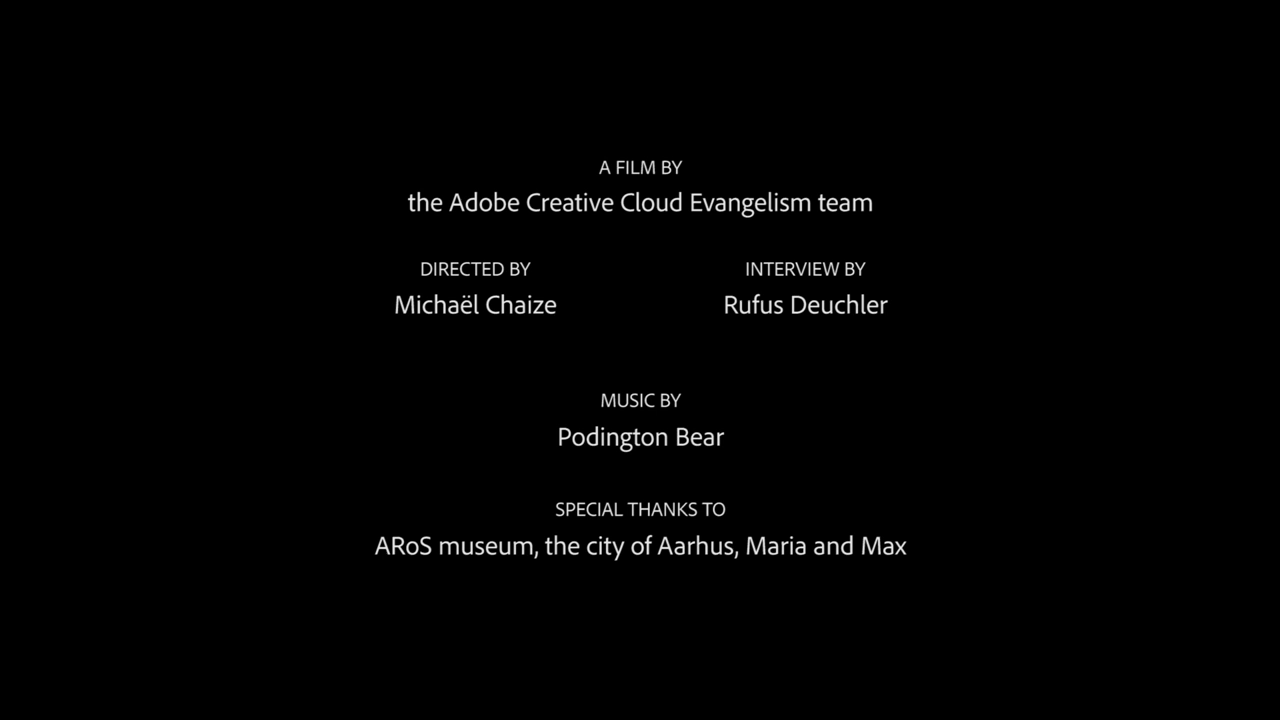 A FILM BY
the Adobe Creative Cloud Evangelism team
DIRECTED BY
Michaël Chaize
INTERVIEW BY
Rufus Deuchler
MUSIC BY
Podington Bear
SPECIAL THANKS TO
ARoS museum, the city of Aarhus, Maria and Max